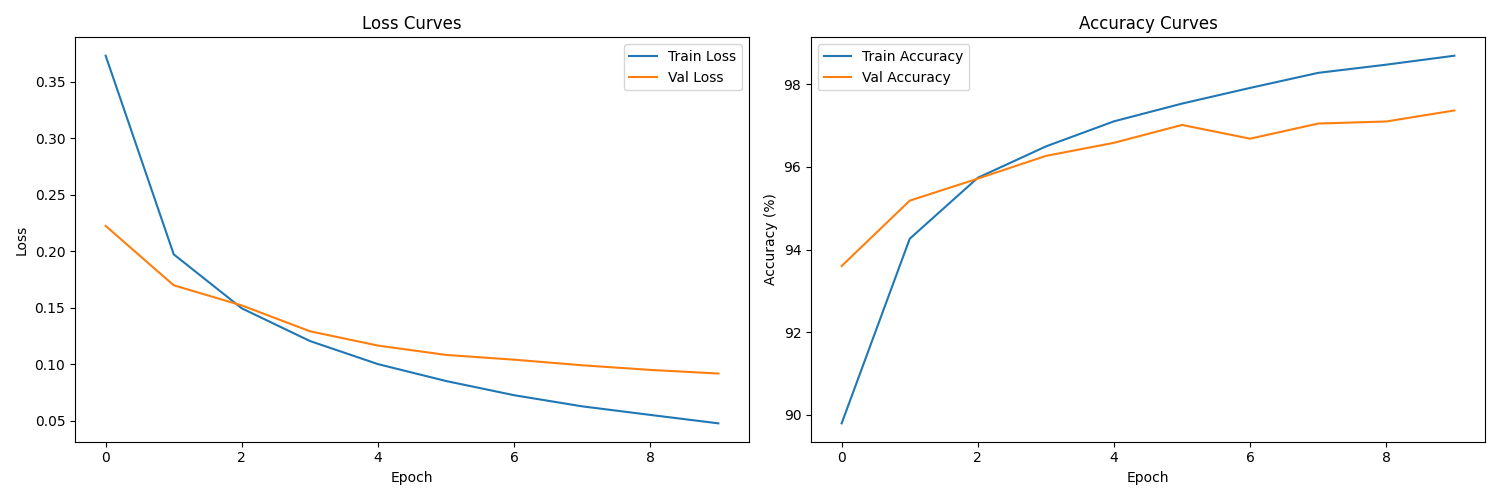 Loss Curves
Train Loss
Val Loss
Loss
0.35
0.30
0.25
0.20
0.15
0.10
0.05
0 2 4 6 8
Epoch
Accuracy Curves
Train Accuracy
Val Accuracy
Accuracy (%)
98
96
94
92
90
0 2 4 6 8
Epoch